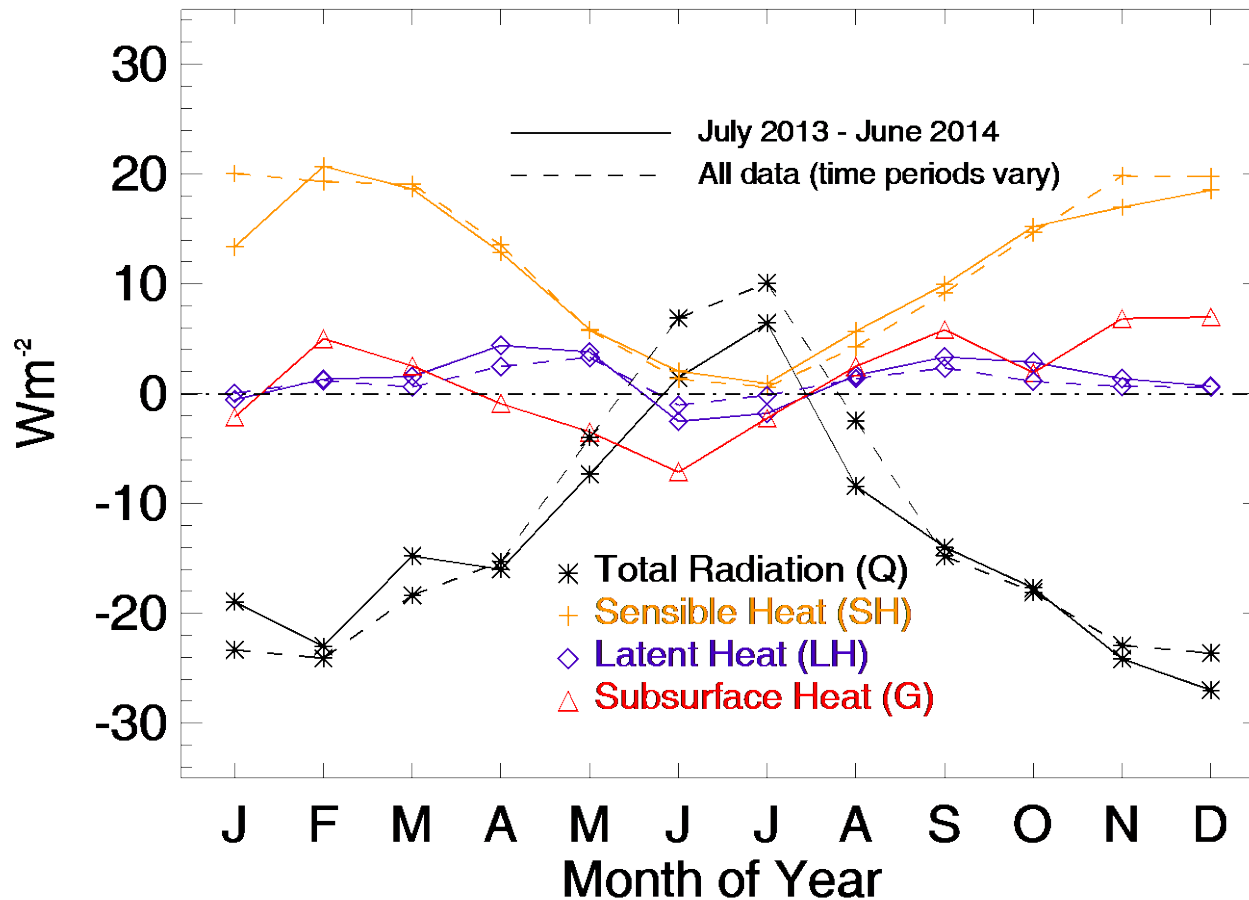 30
20
10
0
-10
-20
-30
Wm-2
July 2013 - June 2014
All data (time periods vary)
Total Radiation (Q)
Sensible Heat (SH)
Latent Heat (LH)
Subsurface Heat (G)
J F M A M J J A S O N D
Month of Year